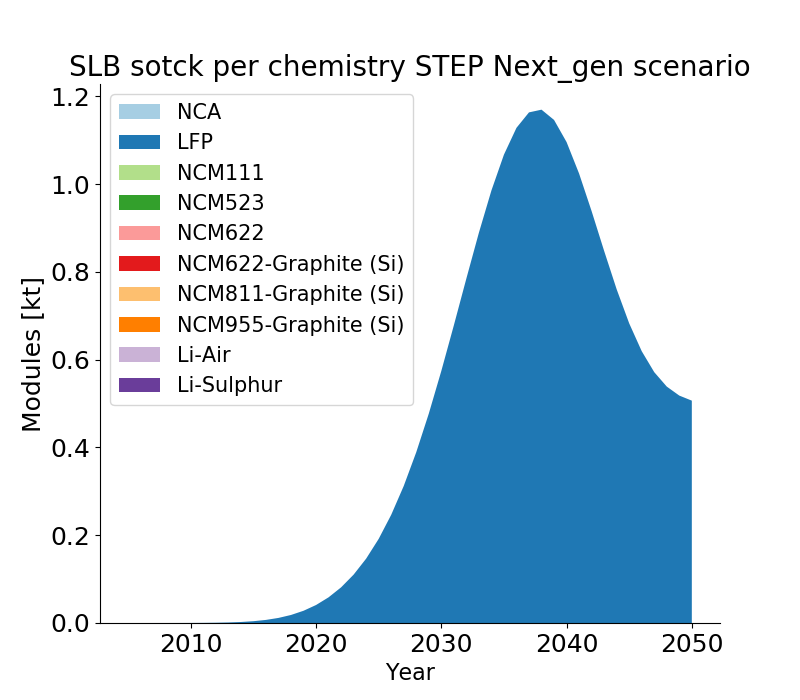 SLB sotck per chemistry STEP Next_gen scenario
1.2
1.0
0.8
0.6
0.4
0.2
0.0
Modules [kt]
NCA
LFP
NCM111
NCM523
NCM622
NCM622-Graphite (Si)
NCM811-Graphite (Si)
NCM955-Graphite (Si)
Li-Air
Li-Sulphur
2010 2020 2030 2040 2050
Year